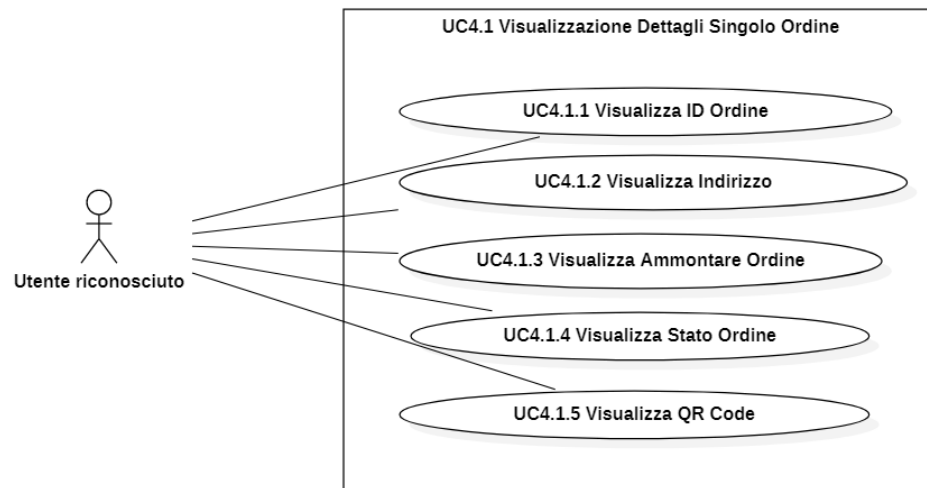 UC4.1 Visualizzazione Dettagli Singolo Ordine
UC4.1.1 Visualizza ID Ordine
UC4.1.2 Visualizza Indirizzo
UC4.1.3 Visualizza Ammontare Ordine
Utente riconosciuto
UC4.1.4 Visualizza Stato Ordine
UC4.1.5 Visualizza QR Code